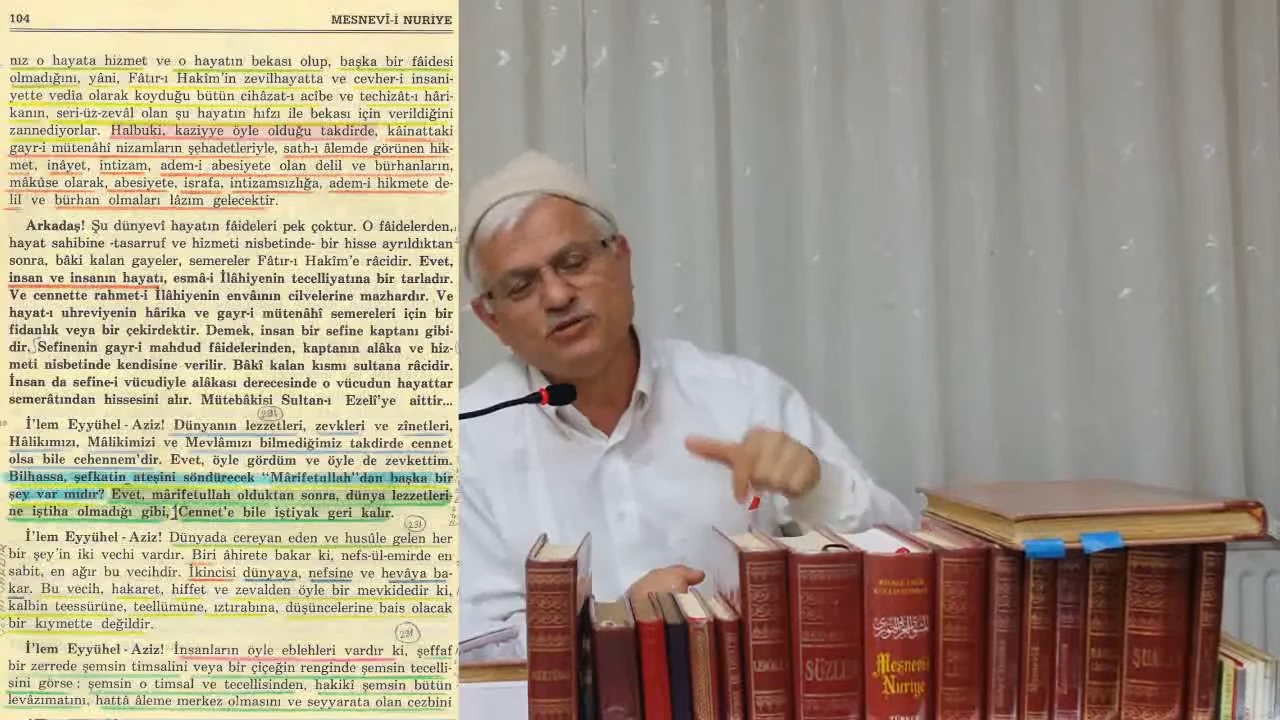 104 MESNEVÎ-İ NURİYE
nız o hayata hizmet ve o hayatın bekası olup, başka bir fâidesi
olmadığını, yâni, Fâtır-ı Hakîm'in zevilhayatta ve cevher-i insani-
yette vedia olarak koyduğu bütün cihâzat-ı acîbe ve techizât-ı hâri-
kanın, seri-üz-zevâl olan şu hayatın hıfzı ile bekası için verildiğini
zannediyorlar. Halbuki, kaziyye öyle olduğu takdirde, kâinattaki
gayr-i mütenâhî nizamların şehadetleriyle, sath-ı âlemde görünen hik-
met, inâyet, intizam, adem-i abesiyete olan delil ve bürhanların,
mâkûse olarak, abesiyete, israfa, intizamsızlığa, adem-i hikmete de-
lil ve bürhan olmaları lâzım gelecektir.
Arkadaş! Şu dünyevî hayatın fâideleri pek çoktur. O fâidelerden,
hayat sahibine -tasarruf ve hizmeti nisbetinde- bir hisse ayrıldıktan
sonra, bâki kalan gayeler, semereler Fâtır-ı Hakîm'e râcidir. Evet,
insan ve insanın hayatı, esmâ-i İlâhiyenin tecelliyatına bir tarladır.
Ve cennette rahmet-i İlâhiyenin envâının cilvelerine mazhardır. Ve
hayat-ı uhreviyenin hârika ve gayr-i mütenâhî semereleri için bir
fidanlık veya bir çekirdektir. Demek, insan bir sefine kaptanı gibi-
dir. Sefinenin gayr-i mahdud fâidelerinden, kaptanın alâka ve hiz-
meti nisbetinde kendisine verilir. Bâki kalan kısmı sultana râcidir.
İnsan da sefine-i vücudiyle alâkası derecesinde o vücudun hayattar
semerâtından hissesini alır. Mütebâkisi Sultan-ı Ezelî'ye aittir...
231
İ'lem Eyyühel - Aziz! Dünyanın lezzetleri, zevkleri ve zînetleri,
Hâlikımızı, Mâlikimizi ve Mevlâmızı bilmediğimiz takdirde cennet
olsa bile cehennem'dir. Evet, öyle gördüm ve öyle de zevkettim.
Bilhassa, şefkatin ateşini söndürecek "Mârifetullah"dan başka bir
şey var mıdır? Evet, mârifetullah olduktan sonra, dünya lezzetleri-
ne iştiha olmadığı gibi, Cennet'e bile iştiyak geri kalır.
231
İ'lem Eyyühel - Aziz! Dünyada cereyan eden ve husûle gelen her
bir şey'in iki vechi vardır. Biri âhirete bakar ki, nefs-ül-emirde en
sabit, en ağır bu vecihdir. İkincisi dünyaya, nefsine ve hevâya ba-
kar. Bu vecih, hakaret, hiffet ve zevalden öyle bir mevkidedir ki,
kalbin teessürüne, teellümüne, ıztırabına, düşüncelerine bais olacak
bir kıymette değildir.
231
İ'lem Eyyühel - Aziz! İnsanların öyle eblehleri vardır ki, şeffaf
bir zerrede şemsin timsalini veya bir çiçeğin renginde şemsin tecelli-
sini görse: şemsin o timsal ve tecellisinden, hakikî şemsin bütün
levâzımatını, hattâ âleme merkez olmasını ve seyyarata olan cezbini
SÖZLER
Mesnevî-i
Nuriye
TÜRKÇE
ŞUA